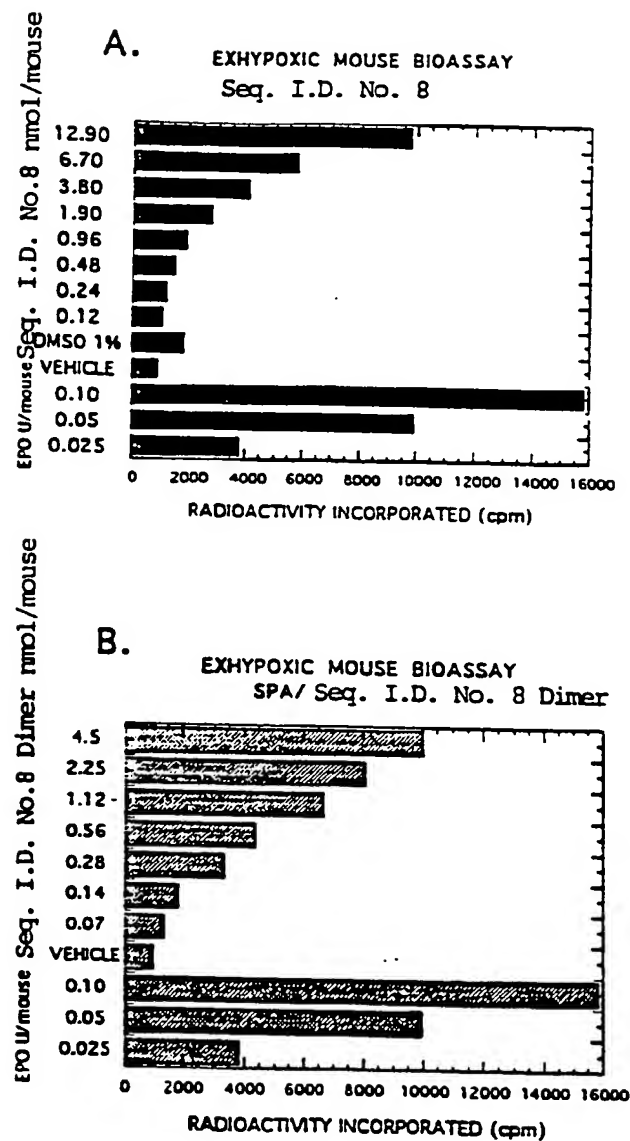 A.
EXHYPOXIC MOUSE BIOASSAY
Seq. I.D. No. 8
EPO U/mouse Seq. I.D. No.8 nmol/mouse
12.90
6.70
3.80
1.90
0.96
0.48
0.24
0.12
DMSO 1%
VEHICLE
0.10
0.05
0.025
0 2000 4000 6000 8000 10000 12000 14000 16000
RADIOACTIVITY INCORPORATED (cpm)
B.
EXHYPOXIC MOUSE BIOASSAY
SPA/ Seq. I.D. No. 8 Dimer
EPO U/mouse Seq. I.D. No.8 Dimer nmol/mouse
4.5
2.25
1.12
0.56
0.28
0.14
0.07
VEHICLE
0.10
0.05
0.025
0 2000 4000 6000 8000 10000 12000 14000 16000
RADIOACTIVITY INCORPORATED (cpm)